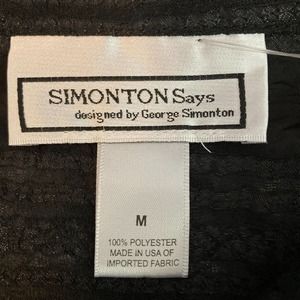 SIMONTON Says
designed by George Simonton
M
100% POLYESTER
MADE IN USA OF
IMPORTED FABRIC